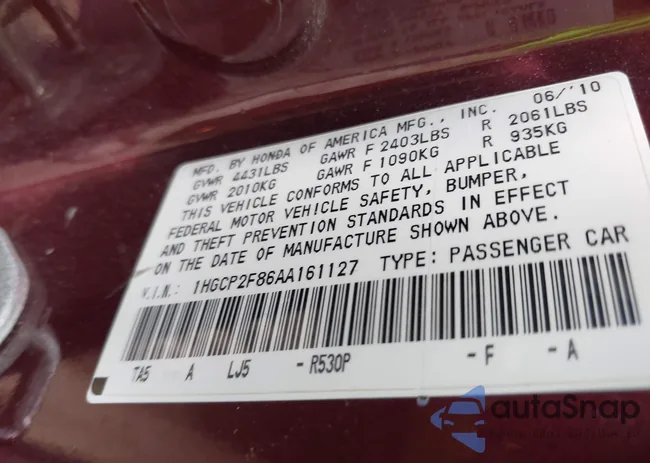 MFD. BY HONDA OF AMERICA MFG., INC. 06/'10
GVWR 4431LBS GAWR F 2403LBS R 2061LBS
GVWR 2010KG GAWR F 1090KG R 935KG
THIS VEHICLE CONFORMS TO ALL APPLICABLE
FEDERAL MOTOR VEHICLE SAFETY, BUMPER,
AND THEFT PREVENTION STANDARDS IN EFFECT
ON THE DATE OF MANUFACTURE SHOWN ABOVE.
V.I.N.: 1HGCP2F86AA161127 TYPE: PASSENGER CAR
TA5 A LJ5 - R530P - F - A
autaSnap